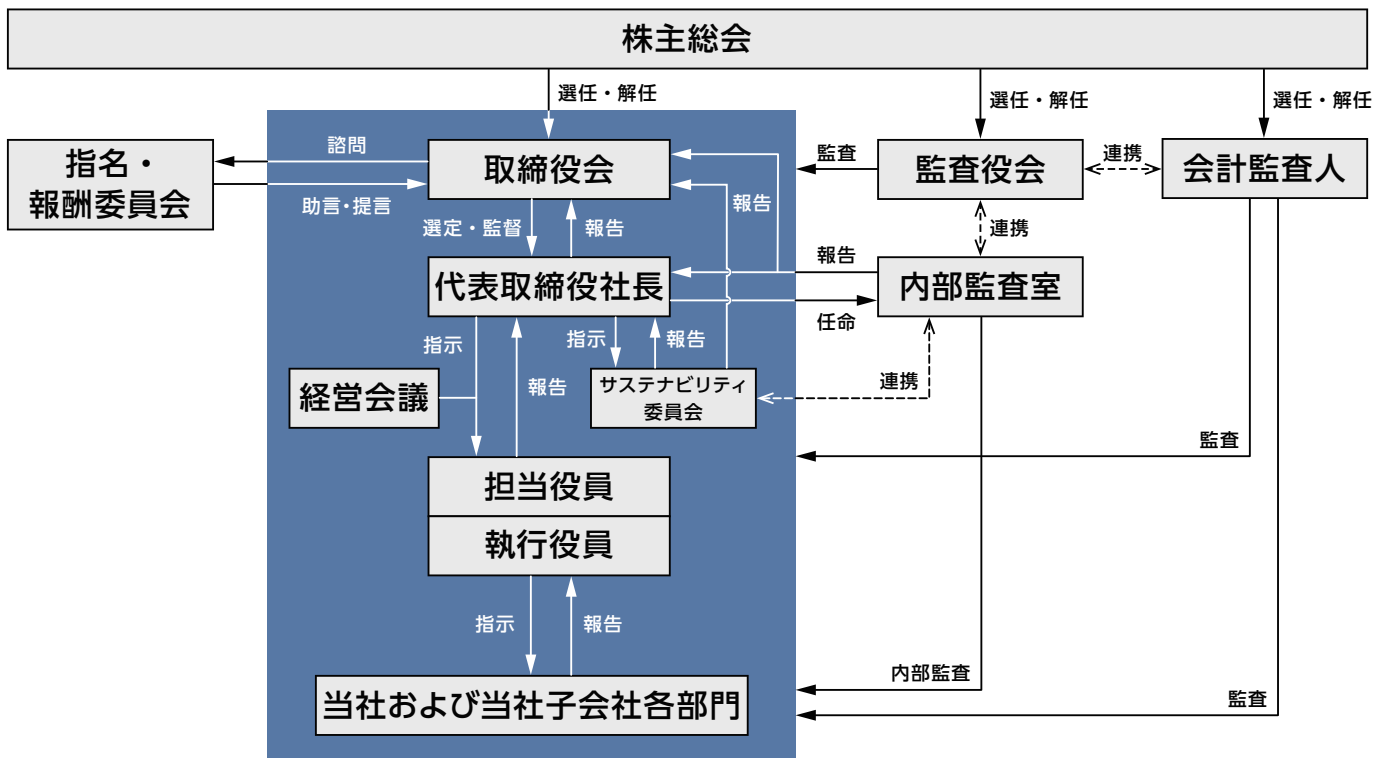 株主総会
選任・解任
選任・解任
選任・解任
指名・
報酬委員会
諮問
助言・提言
取締役会
監査
監査役会
連携
会計監査人
選定・監督
報告
報告
連携
代表取締役社長
報告
任命
内部監査室
指示
報告
指示
報告
経営会議
サステナビリティ
委員会
連携
担当役員
執行役員
監査
指示
報告
内部監査
監査
当社および当社子会社各部門